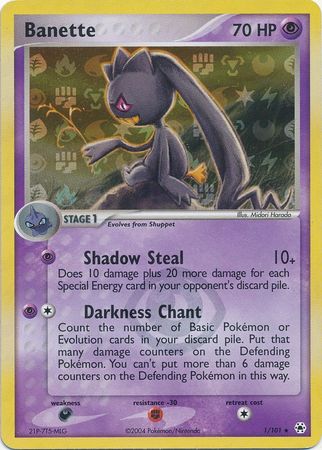 Banette 70 HP
Illus. Midori Harada
STAGE 1
Evolves from Shuppet
Shadow Steal 10+
Does 10 damage plus 20 more damage for each
Special Energy card in your opponent's discard pile.
Darkness Chant
Count the number of Basic Pokémon or
Evolution cards in your discard pile. Put that
many damage counters on the Defending
Pokémon. You can't put more than 6 damage
counters on the Defending Pokémon in this way.
weakness resistance -30 retreat cost
21P-715-MEG ©2004 Pokémon/Nintendo 1/101 ★